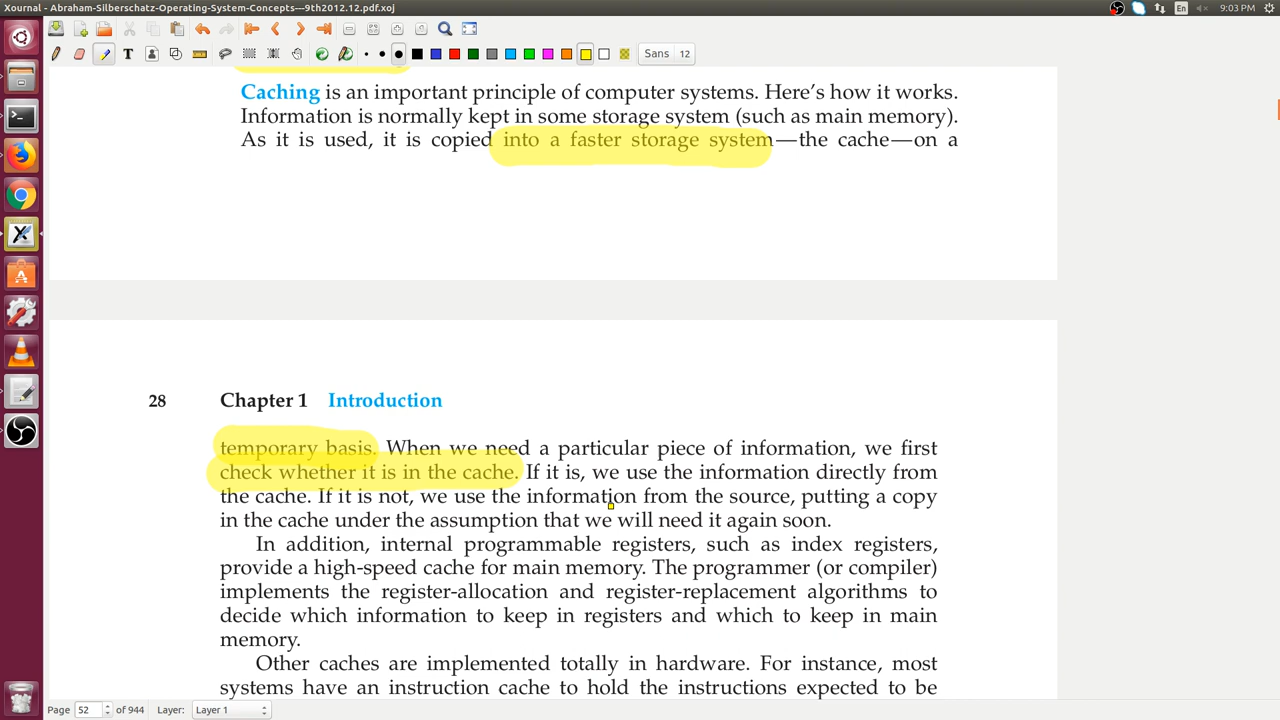 Xournal - Abraham-Silberschatz-Operating-System-Concepts---9th2012.12.pdf.xoj
En
9:03 PM
T
Sans
12
Caching is an important principle of computer systems. Here's how it works.
Information is normally kept in some storage system (such as main memory).
As it is used, it is copied into a faster storage system—the cache—on a
28 Chapter 1 Introduction
temporary basis. When we need a particular piece of information, we first
check whether it is in the cache. If it is, we use the information directly from
the cache. If it is not, we use the information from the source, putting a copy
in the cache under the assumption that we will need it again soon.
In addition, internal programmable registers, such as index registers,
provide a high-speed cache for main memory. The programmer (or compiler)
implements the register-allocation and register-replacement algorithms to
decide which information to keep in registers and which to keep in main
memory.
Other caches are implemented totally in hardware. For instance, most
systems have an instruction cache to hold the instructions expected to be
Page 52 of 944 Layer: Layer 1